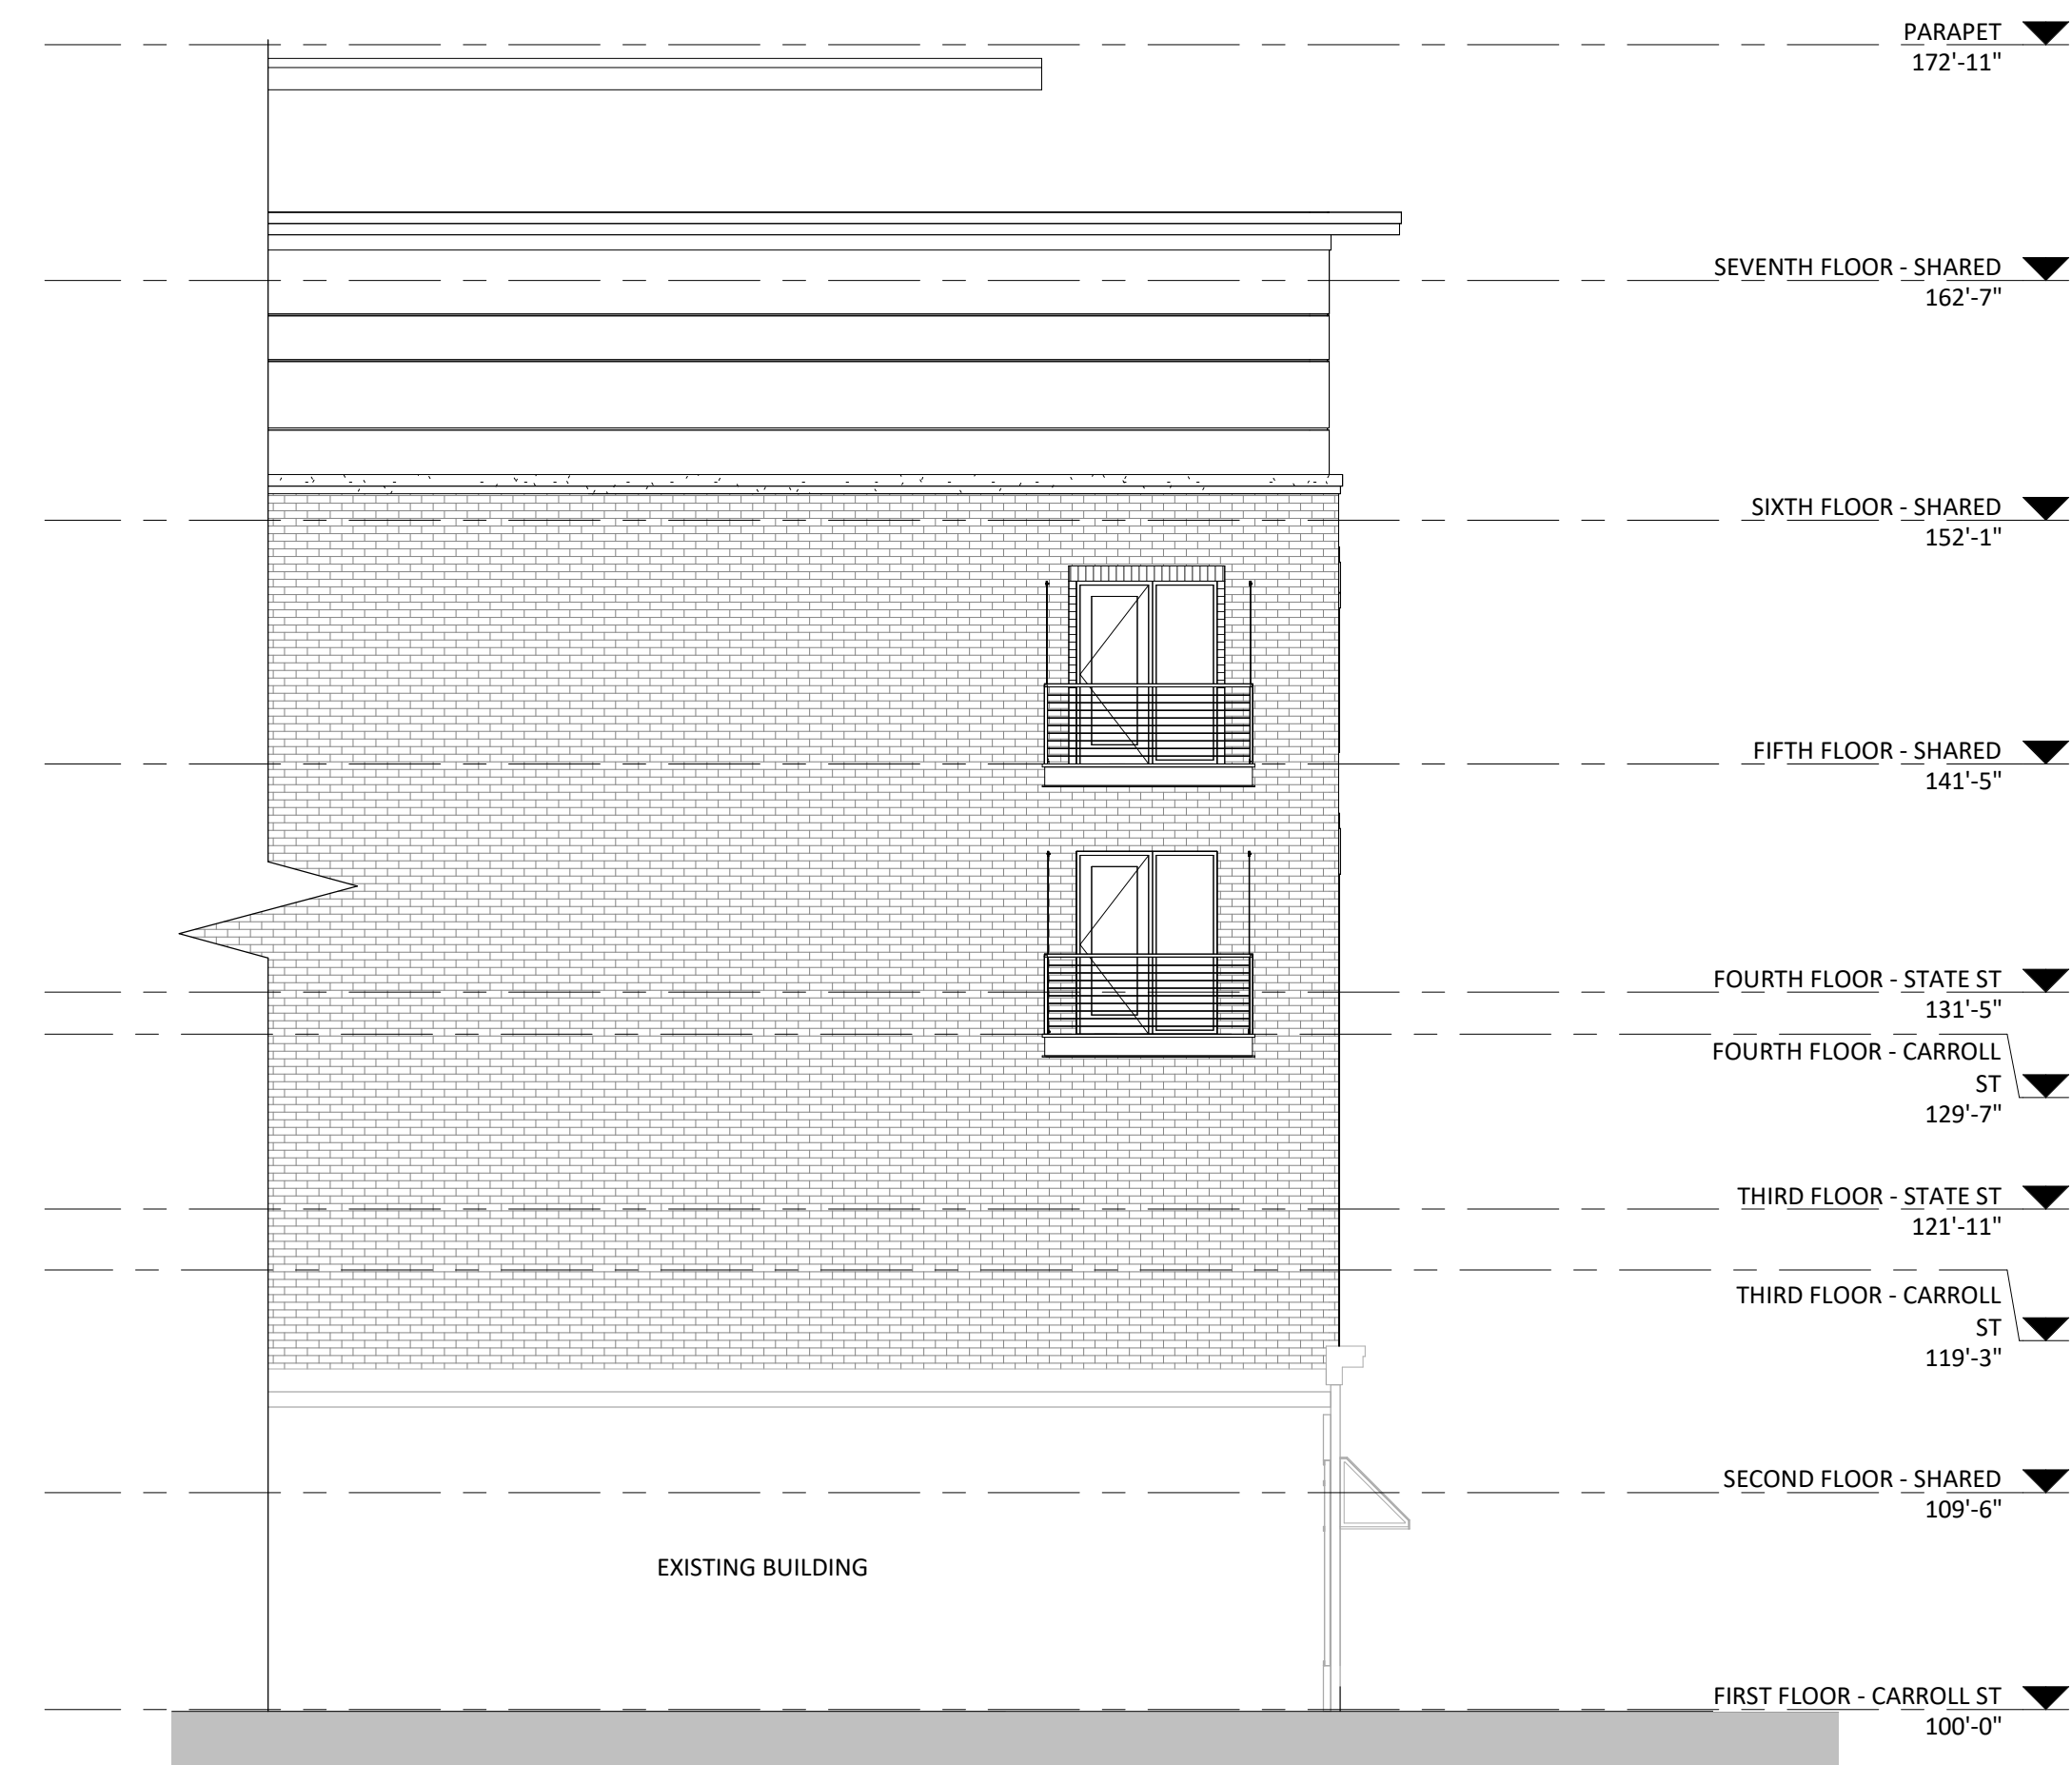 PARAPET
172'-11"
SEVENTH FLOOR - SHARED
162'-7"
SIXTH FLOOR - SHARED
152'-1"
FIFTH FLOOR - SHARED
141'-5"
FOURTH FLOOR - STATE ST
131'-5"
FOURTH FLOOR - CARROLL
ST
129'-7"
THIRD FLOOR - STATE ST
121'-11"
THIRD FLOOR - CARROLL
ST
119'-3"
SECOND FLOOR - SHARED
109'-6"
EXISTING BUILDING
FIRST FLOOR - CARROLL ST
100'-0"